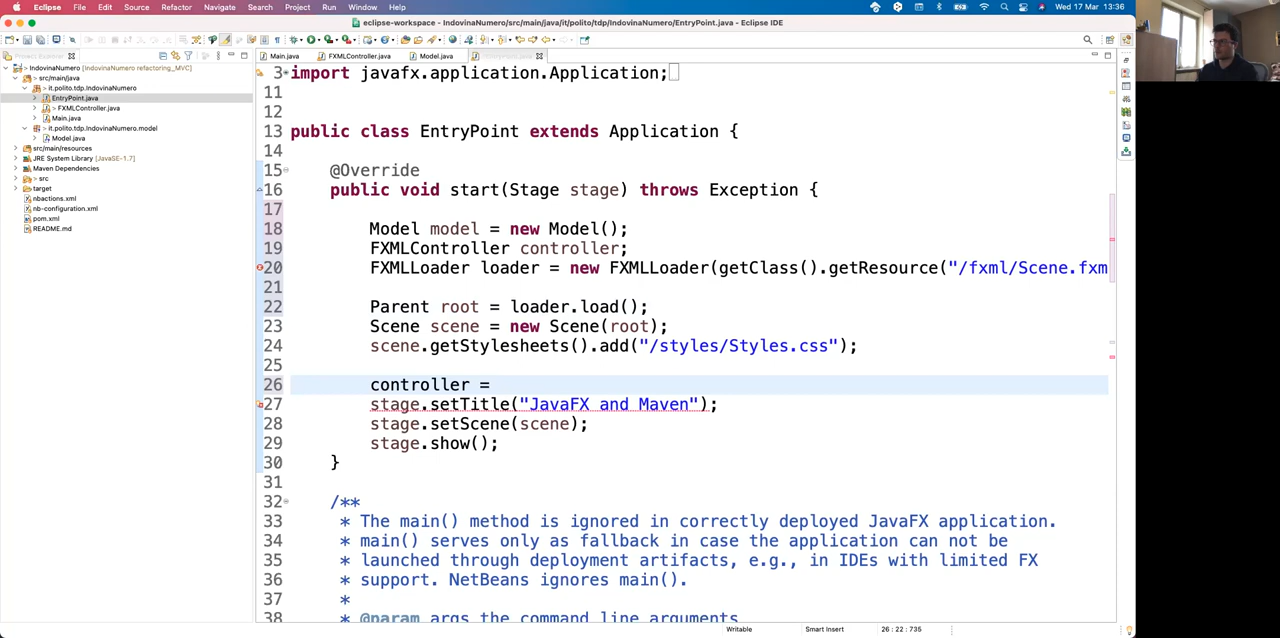 Eclipse File Edit Source Refactor Navigate Search Project Run Window Help Wed 17 Mar 13:36
eclipse-workspace - IndovinaNumero/src/main/java/it/polito/tdp/IndovinaNumero/EntryPoint.java - Eclipse IDE
Main.java FXMLController.java Model.java
IndovinaNumero [IndovinaNumero refactoring_MVC]
src/main/java
it.polito.tdp.IndovinaNumero
EntryPoint.java
> FXMLController.java
Main.java
it.polito.tdp.IndovinaNumero.model
Model.java
src/main/resources
JRE System Library [JavaSE-1.7]
Maven Dependencies
> src
target
nbactions.xml
nb-configuration.xml
pom.xml
README.md
3 import javafx.application.Application;
11
12
13 public class EntryPoint extends Application {
14
15 @Override
16 public void start(Stage stage) throws Exception {
17
18 Model model = new Model();
19 FXMLController controller;
20 FXMLLoader loader = new FXMLLoader(getClass().getResource("/fxml/Scene.fxm
21
22 Parent root = loader.load();
23 Scene scene = new Scene(root);
24 scene.getStylesheets().add("/styles/Styles.css");
25
26 controller =
27 stage.setTitle("JavaFX and Maven");
28 stage.setScene(scene);
29 stage.show();
30 }
31
32 /**
33 * The main() method is ignored in correctly deployed JavaFX application.
34 * main() serves only as fallback in case the application can not be
35 * launched through deployment artifacts, e.g., in IDEs with limited FX
36 * support. NetBeans ignores main().
37 *
38 * @param args the command line arguments
Writable Smart Insert 26 : 22 : 735